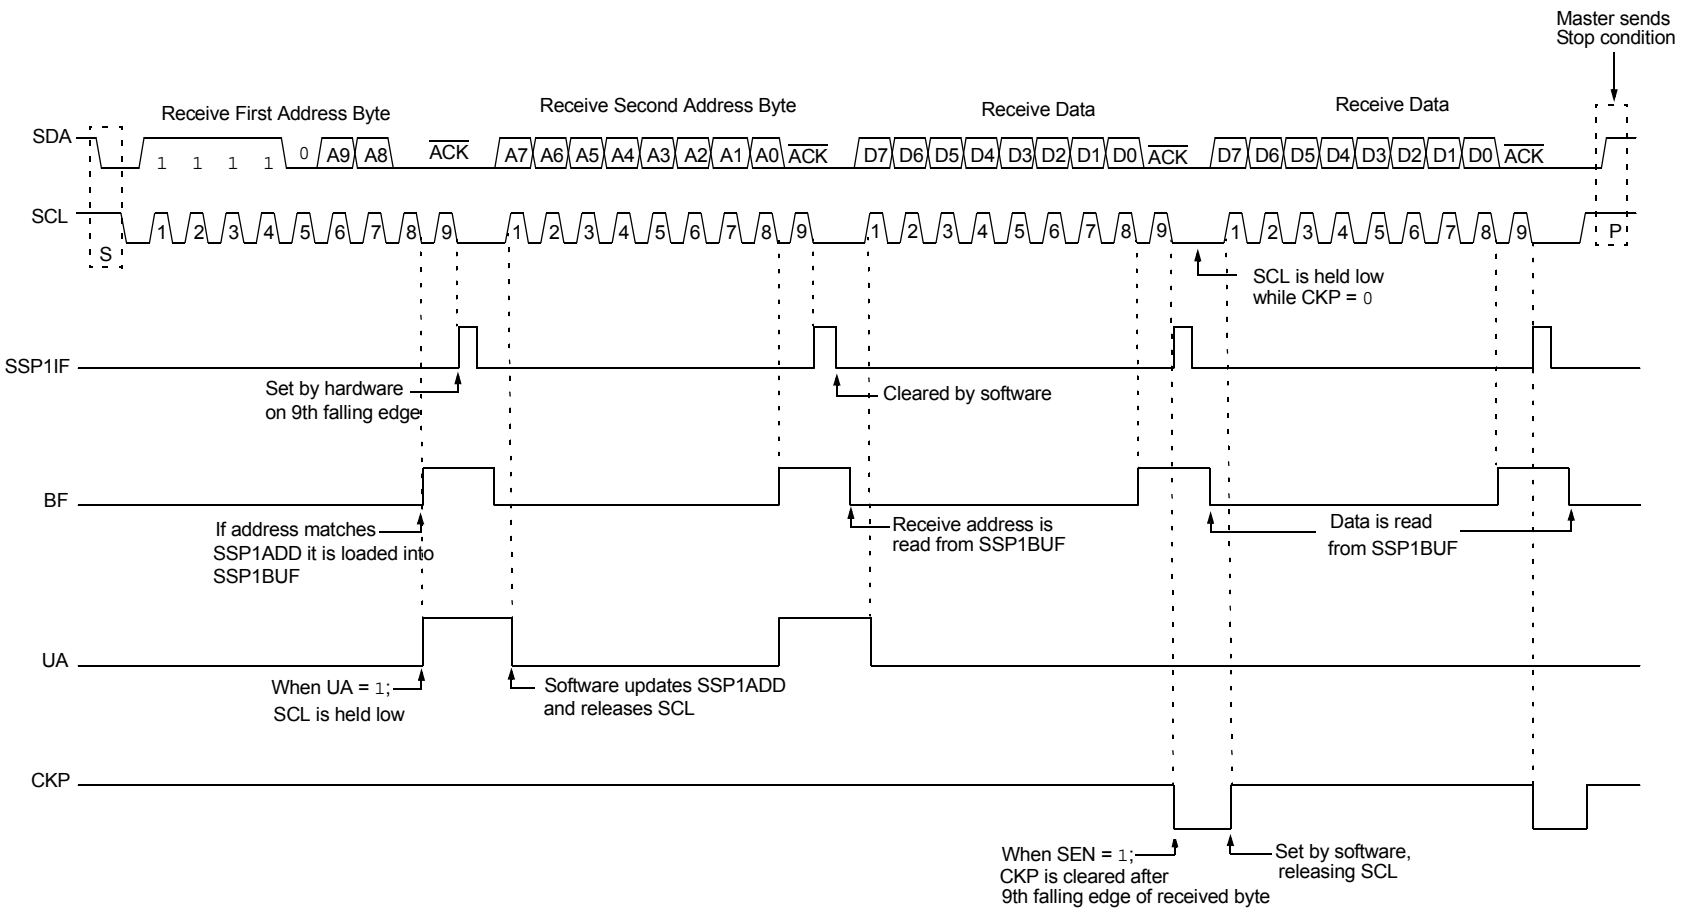 Master sends
Stop condition
Receive First Address Byte
Receive Second Address Byte
Receive Data
Receive Data
SDA
1 1 1 1 0 A9 A8 ACK A7 A6 A5 A4 A3 A2 A1 A0 ACK D7 D6 D5 D4 D3 D2 D1 D0 ACK D7 D6 D5 D4 D3 D2 D1 D0 ACK
SCL
1 2 3 4 5 6 7 8 9 1 2 3 4 5 6 7 8 9 1 2 3 4 5 6 7 8 9 1 2 3 4 5 6 7 8 9
S
P
SCL is held low
while CKP = 0
SSP1IF
Set by hardware
on 9th falling edge
Cleared by software
BF
If address matches
SSP1ADD it is loaded into
SSP1BUF
Receive address is
read from SSP1BUF
Data is read
from SSP1BUF
UA
When UA = 1;
SCL is held low
Software updates SSP1ADD
and releases SCL
CKP
When SEN = 1;
CKP is cleared after
9th falling edge of received byte
Set by software,
releasing SCL